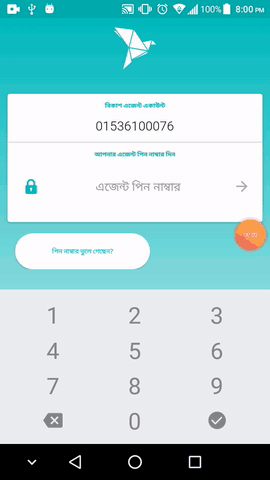 100% 8:00 PM
বিকাশ এজেন্ট একাউন্ট
01536100076
আপনার এজেন্ট পিন নাম্বার দিন
এজেন্ট পিন নাম্বার
পিন নাম্বার ভুলে গেছেন?
1 2 3
4 5 6
7 8 9
0